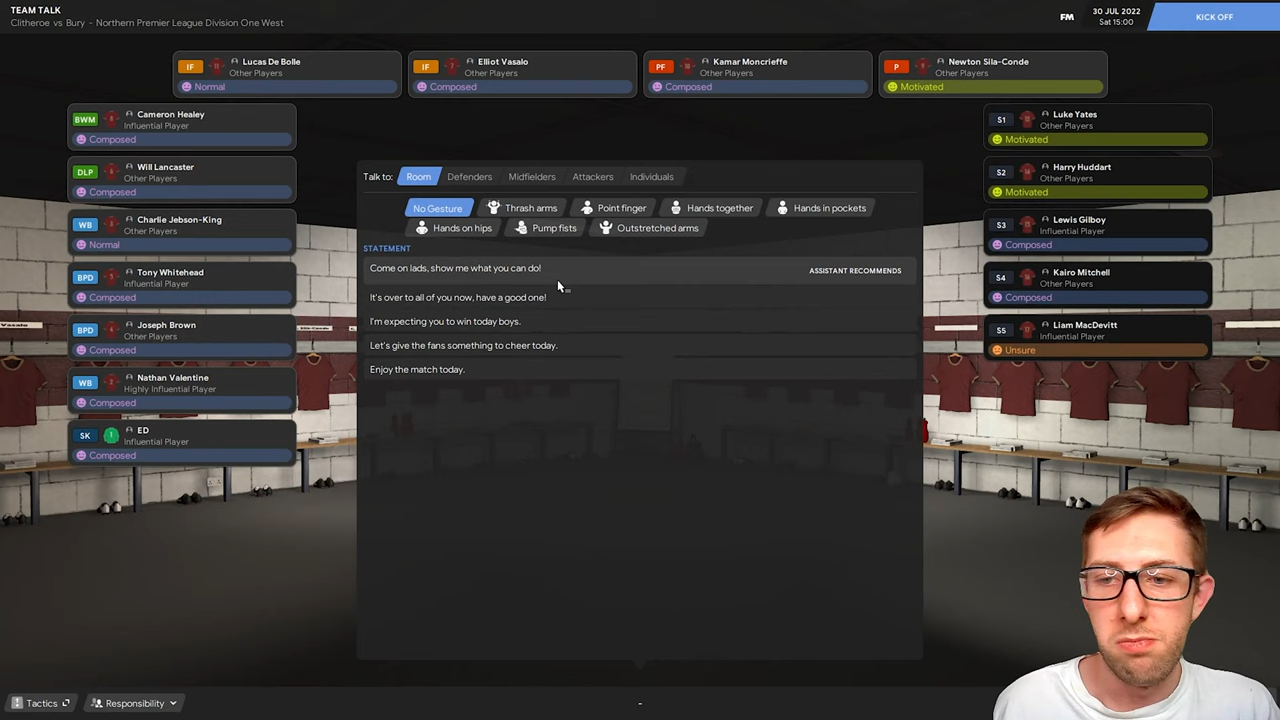 TEAM TALK
Clitheroe vs Bury - Northern Premier League Division One West
FM
30 JUL 2022
Sat 15:00
KICK OFF
IF
Lucas De Bolle
Other Players
Normal
IF
Elliot Vasalo
Other Players
Composed
PF
Kamar Moncrieffe
Other Players
Composed
P
Newton Sila-Conde
Other Players
Motivated
BWM
Cameron Healey
Influential Player
Composed
DLP
Will Lancaster
Other Players
Composed
WB
Charlie Jebson-King
Other Players
Normal
BPD
Tony Whitehead
Other Players
Composed
BPD
Joseph Brown
Other Players
Composed
WB
Nathan Valentine
Highly Influential Player
Composed
SK
1
ED
Influential Player
Composed
Talk to:
Room
Defenders
Midfielders
Attackers
Individuals
No Gesture
Thrash arms
Point finger
Hands together
Hands in pockets
Hands on hips
Pump fists
Outstretched arms
STATEMENT
Come on lads, show me what you can do!
ASSISTANT RECOMMENDS
It's over to all of you now, have a good one!
I'm expecting you to win today boys.
Let's give the fans something to cheer today.
Enjoy the match today.
S1
Luke Yates
Other Players
Motivated
S2
Harry Huddart
Other Players
Motivated
S3
Lewis Gilboy
Influential Player
Composed
S4
Kairo Mitchell
Other Players
Composed
S5
Liam MacDevitt
Influential Player
Unsure
Tactics
Responsibility
-